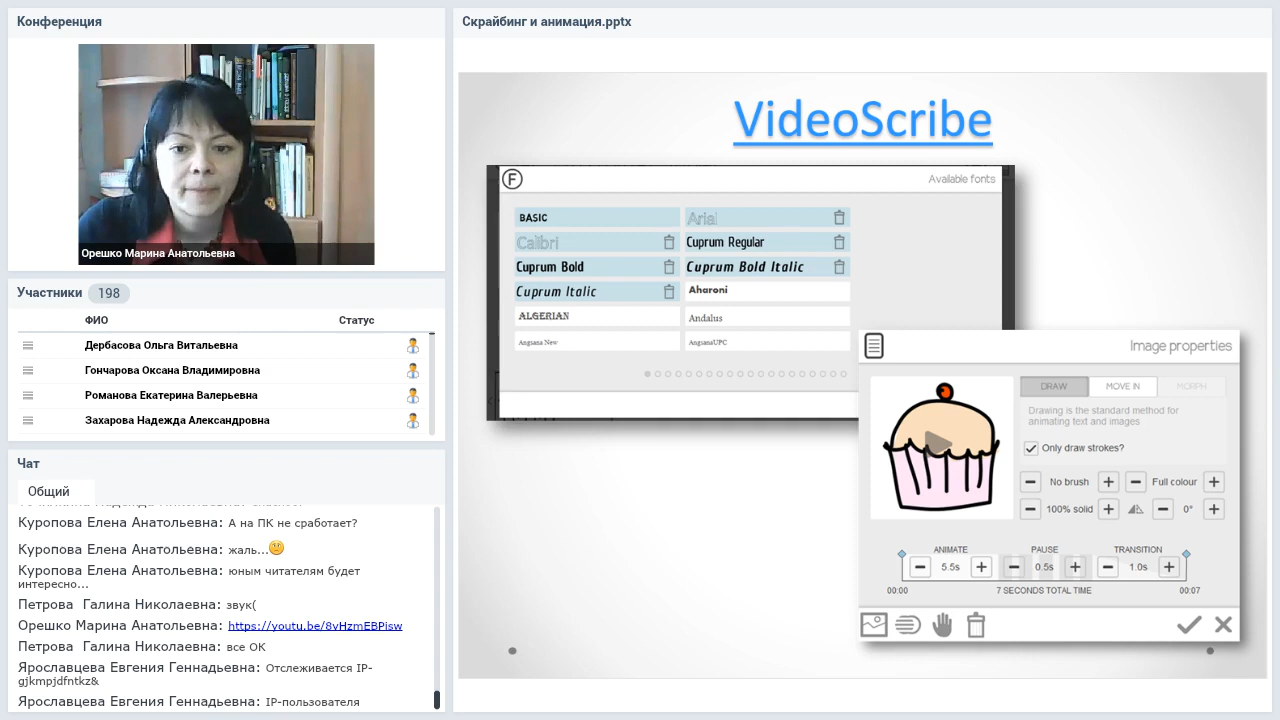 Конференция
Орешко Марина Анатольевна
Участники 198
ФИО Статус
Дербасова Ольга Витальевна
Гончарова Оксана Владимировна
Романова Екатерина Валерьевна
Захарова Надежда Александровна
Чат
Общий
Куропова Елена Анатольевна: А на ПК не сработает?
Куропова Елена Анатольевна: жаль...
Куропова Елена Анатольевна: юным читателям будет
интересно...
Петрова Галина Николаевна: звук(
Орешко Марина Анатольевна: https://youtu.be/8vHzmEBPisw
Петрова Галина Николаевна: все ОК
Ярославцева Евгения Геннадьевна: Отслеживается IP-
gjkmpjdfntkz&
Ярославцева Евгения Геннадьевна: IP-пользователя
Скрайбинг и анимация.pptx
VideoScribe
F Available fonts
BASIC Arial
Calibri Cuprum Regular
Cuprum Bold Cuprum Bold Italic
Cuprum Italic Aharoni
ALGERIAN Andalus
Angsana New AngsanaUPC
Image properties
DRAW MOVE IN MORPH
Drawing is the standard method for
animating text and images
Only draw strokes?
No brush Full colour
100% solid 0°
ANIMATE PAUSE TRANSITION
5.5s 0.5s 1.0s
00:00 7 SECONDS TOTAL TIME 00:07